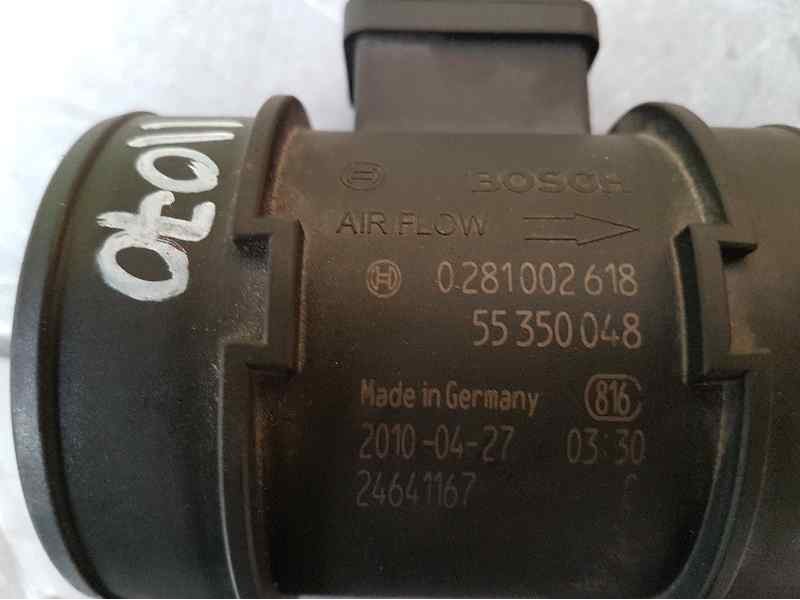 BOSCH
AIR FLOW
0 281 002 618
55 350 048
Made in Germany
816
2010-04-27 03:30
24641167 C
11070